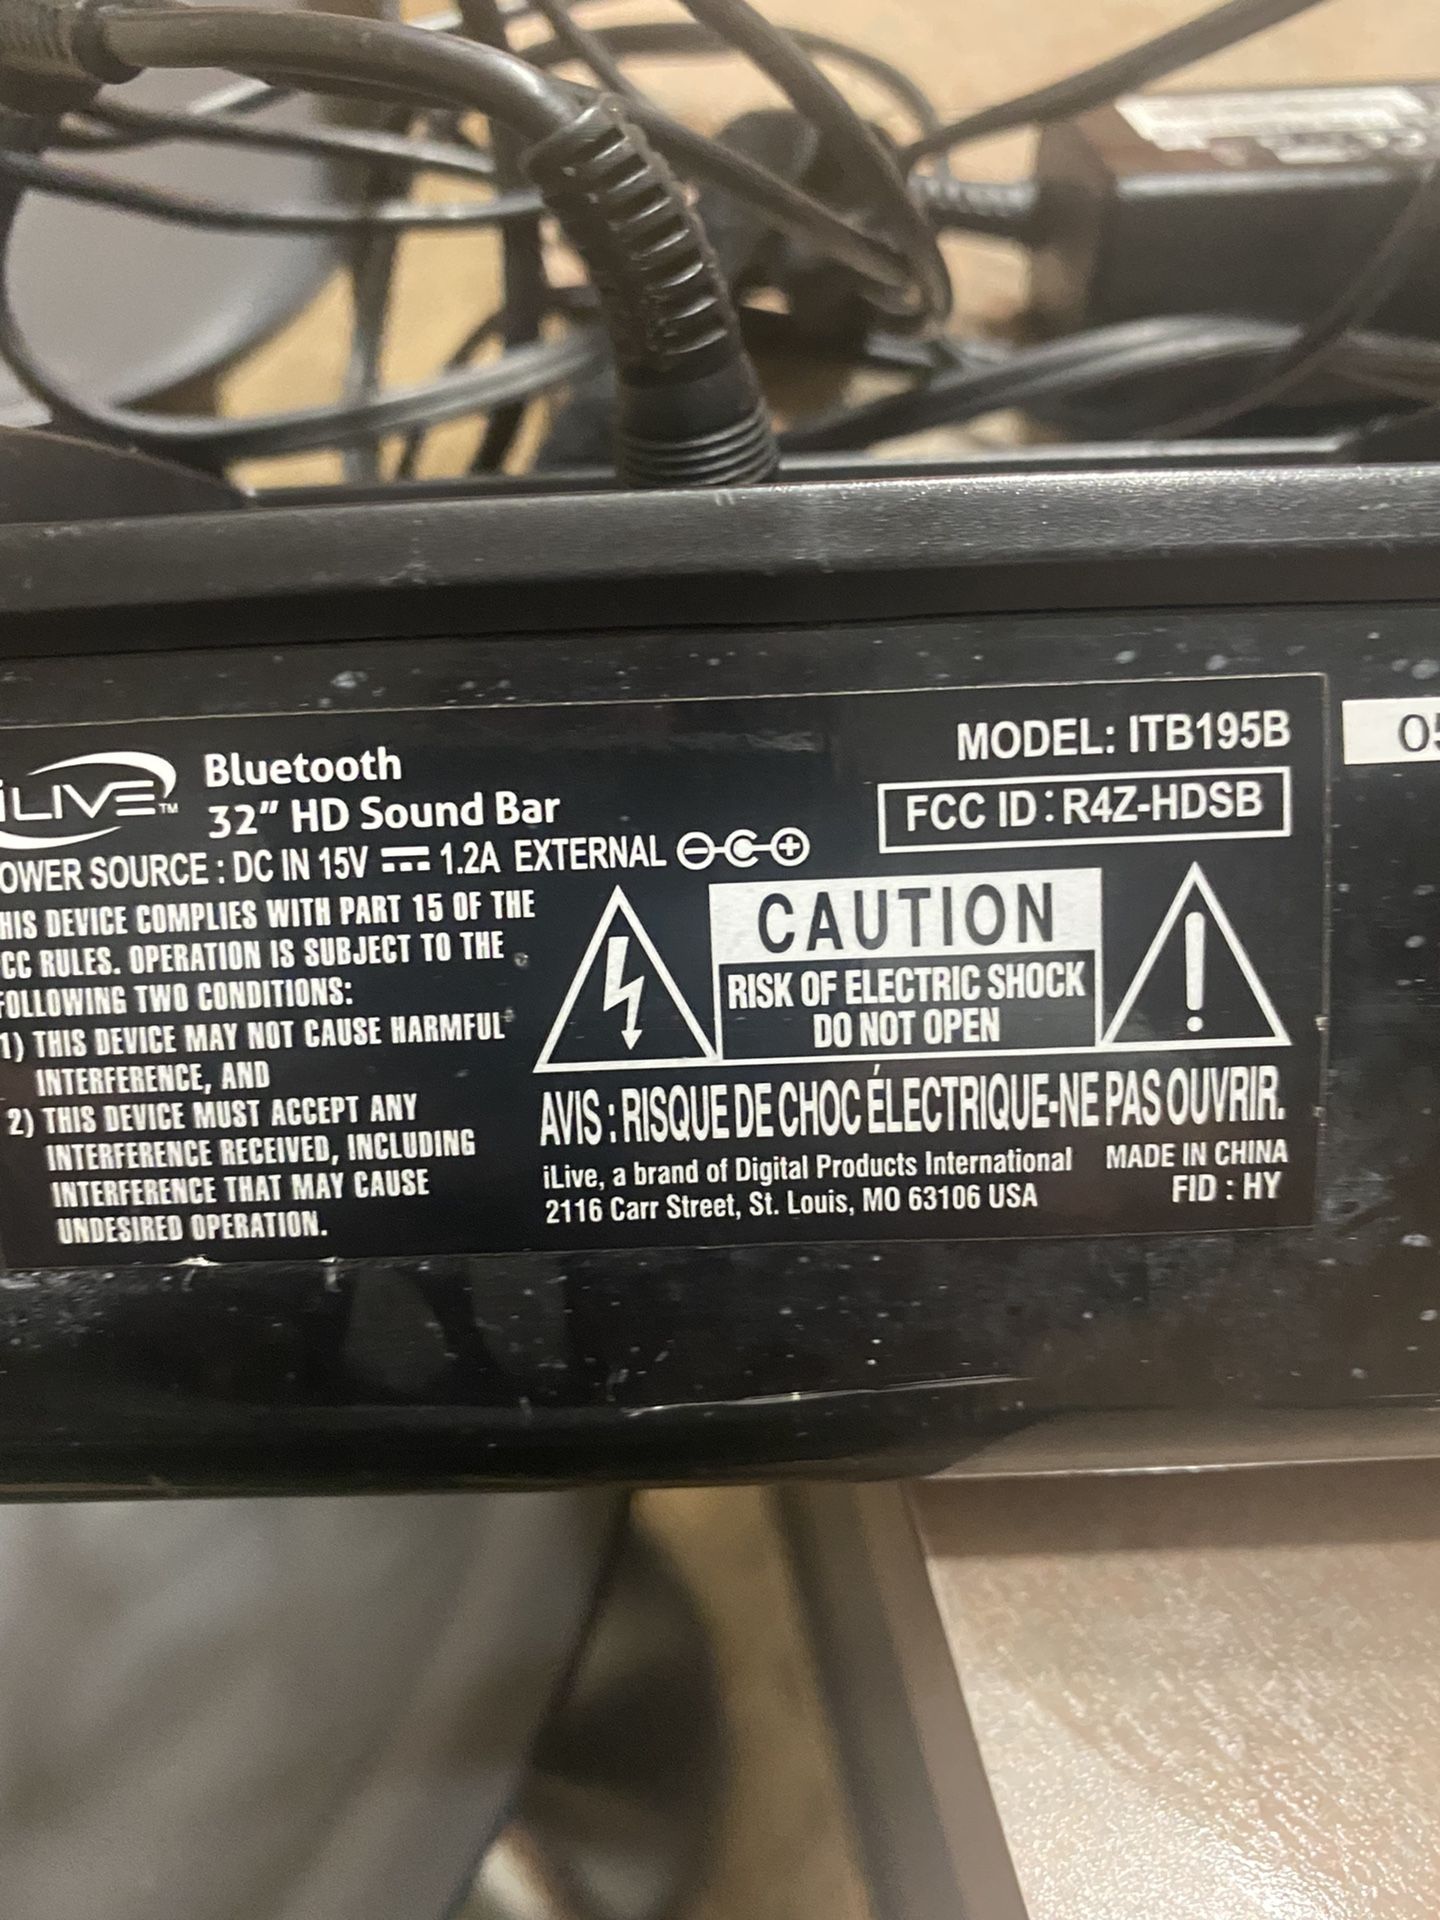 iLIVE™
Bluetooth
32" HD Sound Bar
MODEL: ITB195B
FCC ID: R4Z-HDSB
OWER SOURCE : DC IN 15V ⎓ 1.2A EXTERNAL
HIS DEVICE COMPLIES WITH PART 15 OF THE
CC RULES. OPERATION IS SUBJECT TO THE
FOLLOWING TWO CONDITIONS:
1) THIS DEVICE MAY NOT CAUSE HARMFUL
INTERFERENCE, AND
2) THIS DEVICE MUST ACCEPT ANY
INTERFERENCE RECEIVED, INCLUDING
INTERFERENCE THAT MAY CAUSE
UNDESIRED OPERATION.
CAUTION
RISK OF ELECTRIC SHOCK
DO NOT OPEN
AVIS : RISQUE DE CHOC ÉLECTRIQUE-NE PAS OUVRIR.
iLive, a brand of Digital Products International
2116 Carr Street, St. Louis, MO 63106 USA
MADE IN CHINA
FID : HY
05